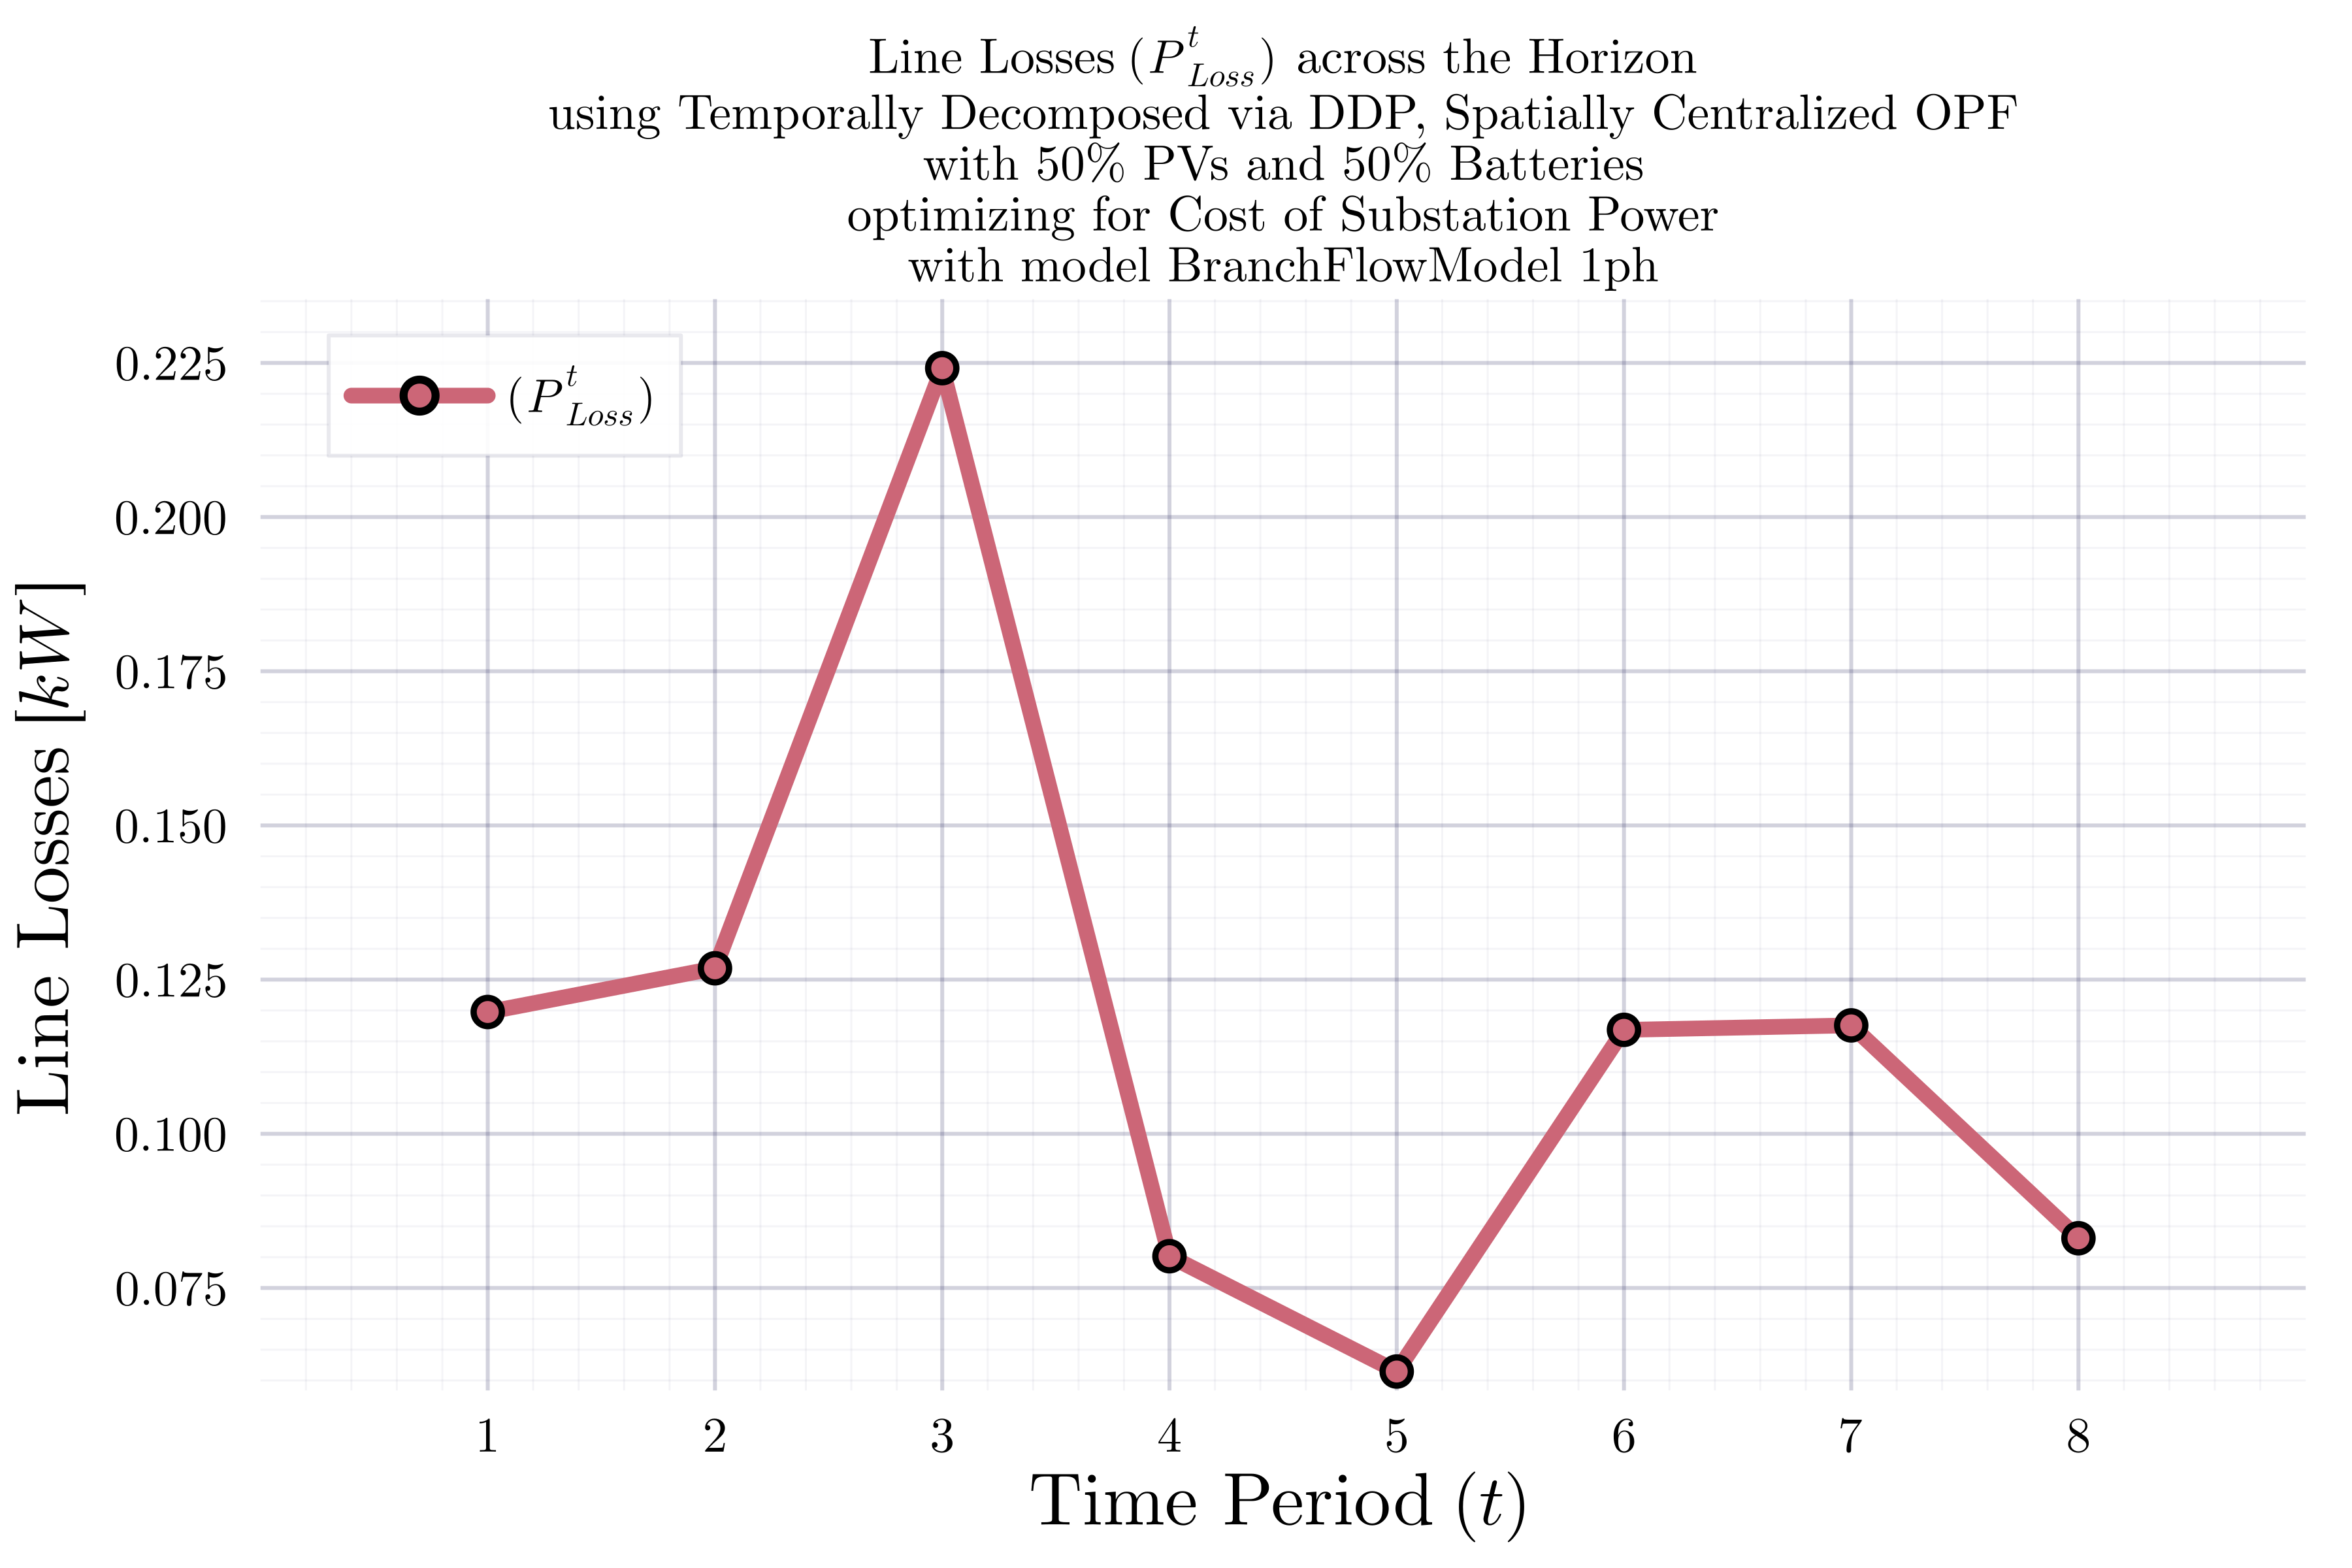 Line Losses (P^t_Loss) across the Horizon
using Temporally Decomposed via DDP, Spatially Centralized OPF
with 50% PVs and 50% Batteries
optimizing for Cost of Substation Power
with model BranchFlowModel 1ph
(P^t_Loss)
0.225
0.200
0.175
0.150
0.125
0.100
0.075
Line Losses [kW]
1 2 3 4 5 6 7 8
Time Period (t)